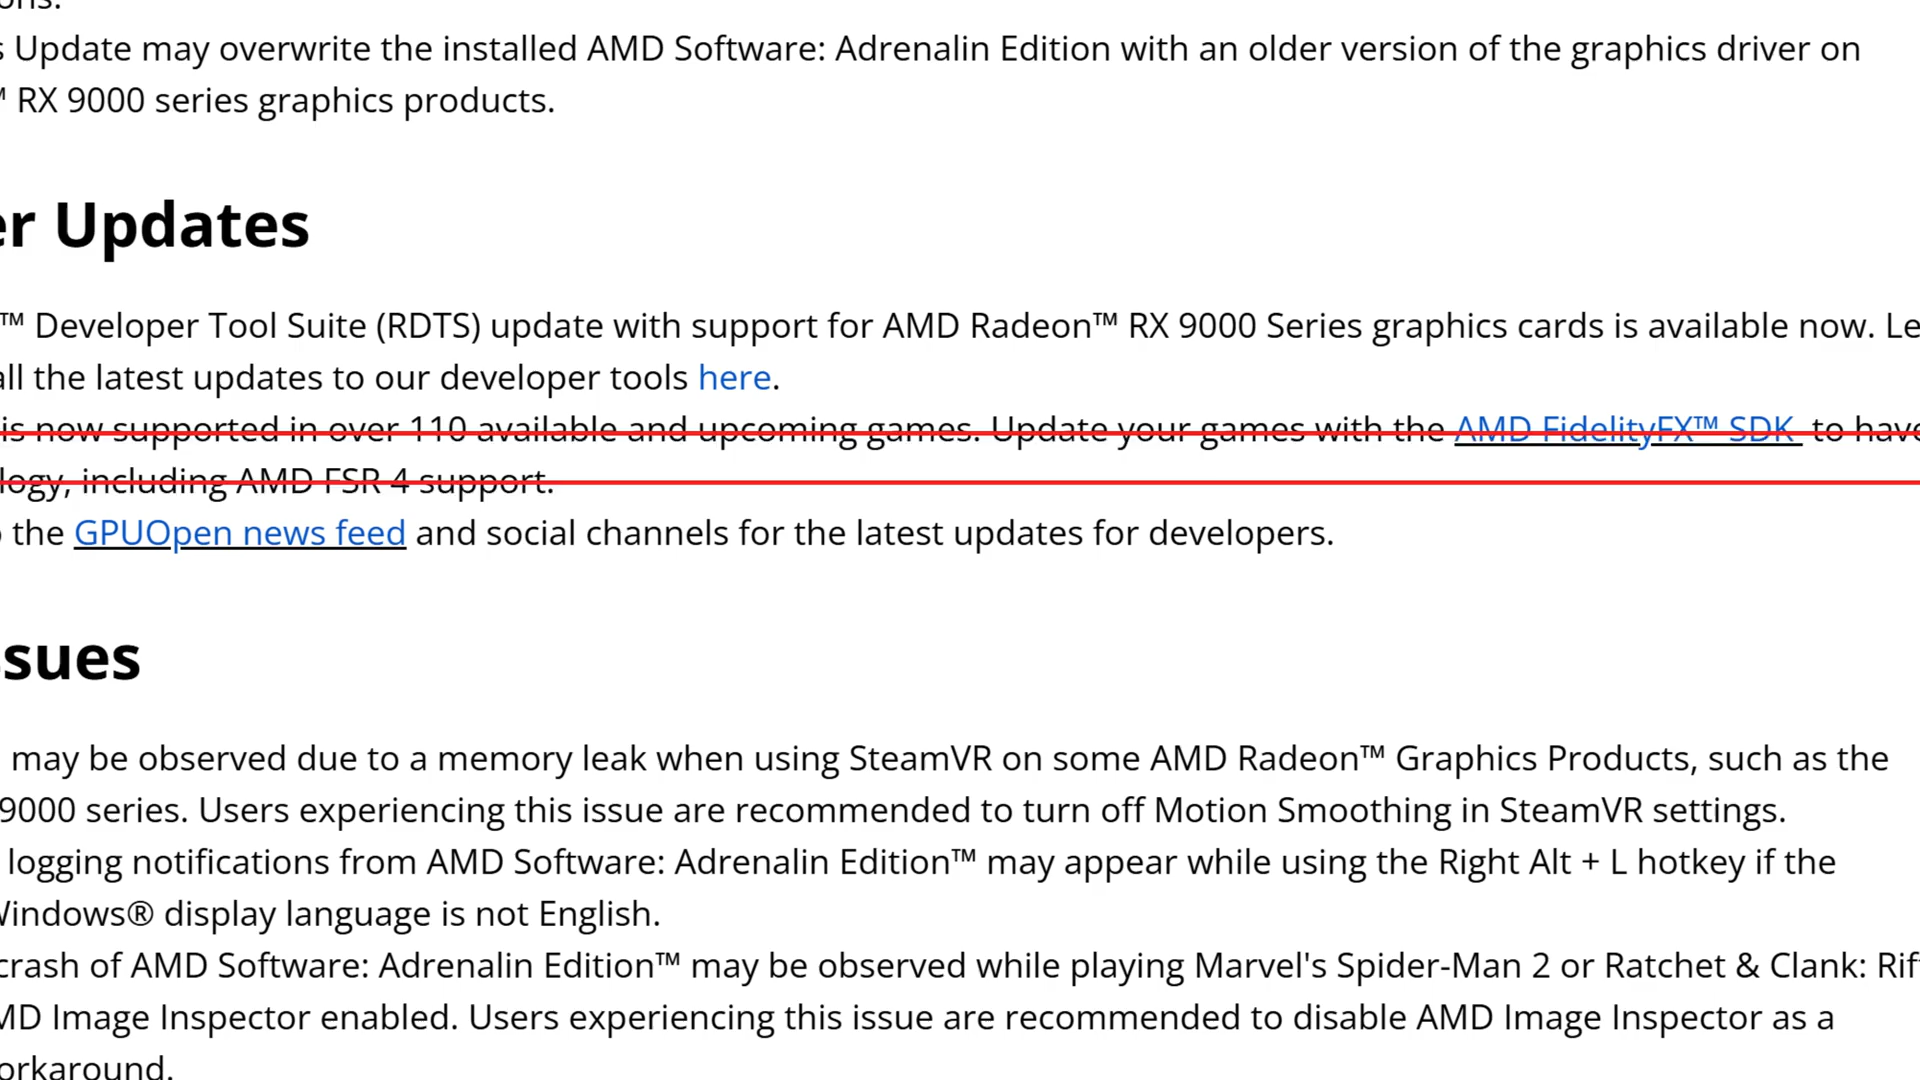 Update may overwrite the installed AMD Software: Adrenalin Edition with an older version of the graphics driver on
RX 9000 series graphics products.
Updates
™ Developer Tool Suite (RDTS) update with support for AMD Radeon™ RX 9000 Series graphics cards is available now.
all the latest updates to our developer tools here.
is now supported in over 110 available and upcoming games. Update your games with the AMD FidelityFX™ SDK to have
including AMD FSR 4 support.
the GPUOpen news feed and social channels for the latest updates for developers.
ssues
may be observed due to a memory leak when using SteamVR on some AMD Radeon™ Graphics Products, such as the
9000 series. Users experiencing this issue are recommended to turn off Motion Smoothing in SteamVR settings.
logging notifications from AMD Software: Adrenalin Edition™ may appear while using the Right Alt + L hotkey if the
Windows® display language is not English.
crash of AMD Software: Adrenalin Edition™ may be observed while playing Marvel's Spider-Man 2 or Ratchet & Clank:
AMD Image Inspector enabled. Users experiencing this issue are recommended to disable AMD Image Inspector as a
orkaround.